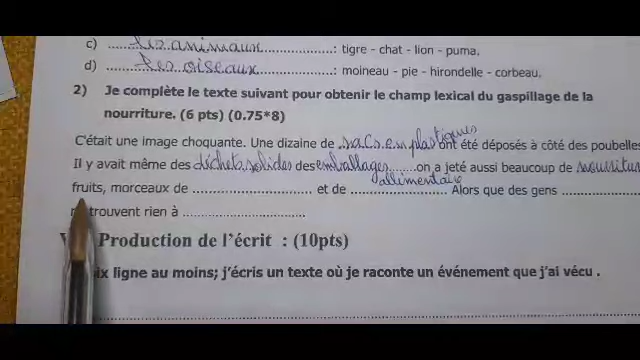 c) les animaux : tigre - chat - lion - puma.
d) les oiseaux : moineau - pie - hirondelle - corbeau.
2) Je complète le texte suivant pour obtenir le champ lexical du gaspillage de la
nourriture. (6 pts) (0.75*8)
C'était une image choquante. Une dizaine de sacs en plastiques ont été déposés à côté des poubelles
Il y avait même des déchets solides des emballages on a jeté aussi beaucoup de
allimentaire
fruits, morceaux de ........ et de ........ Alors que des gens ........
trouvent rien à ........
Production de l'écrit : (10pts)
ligne au moins; j'écris un texte où je raconte un événement que j'ai vécu .